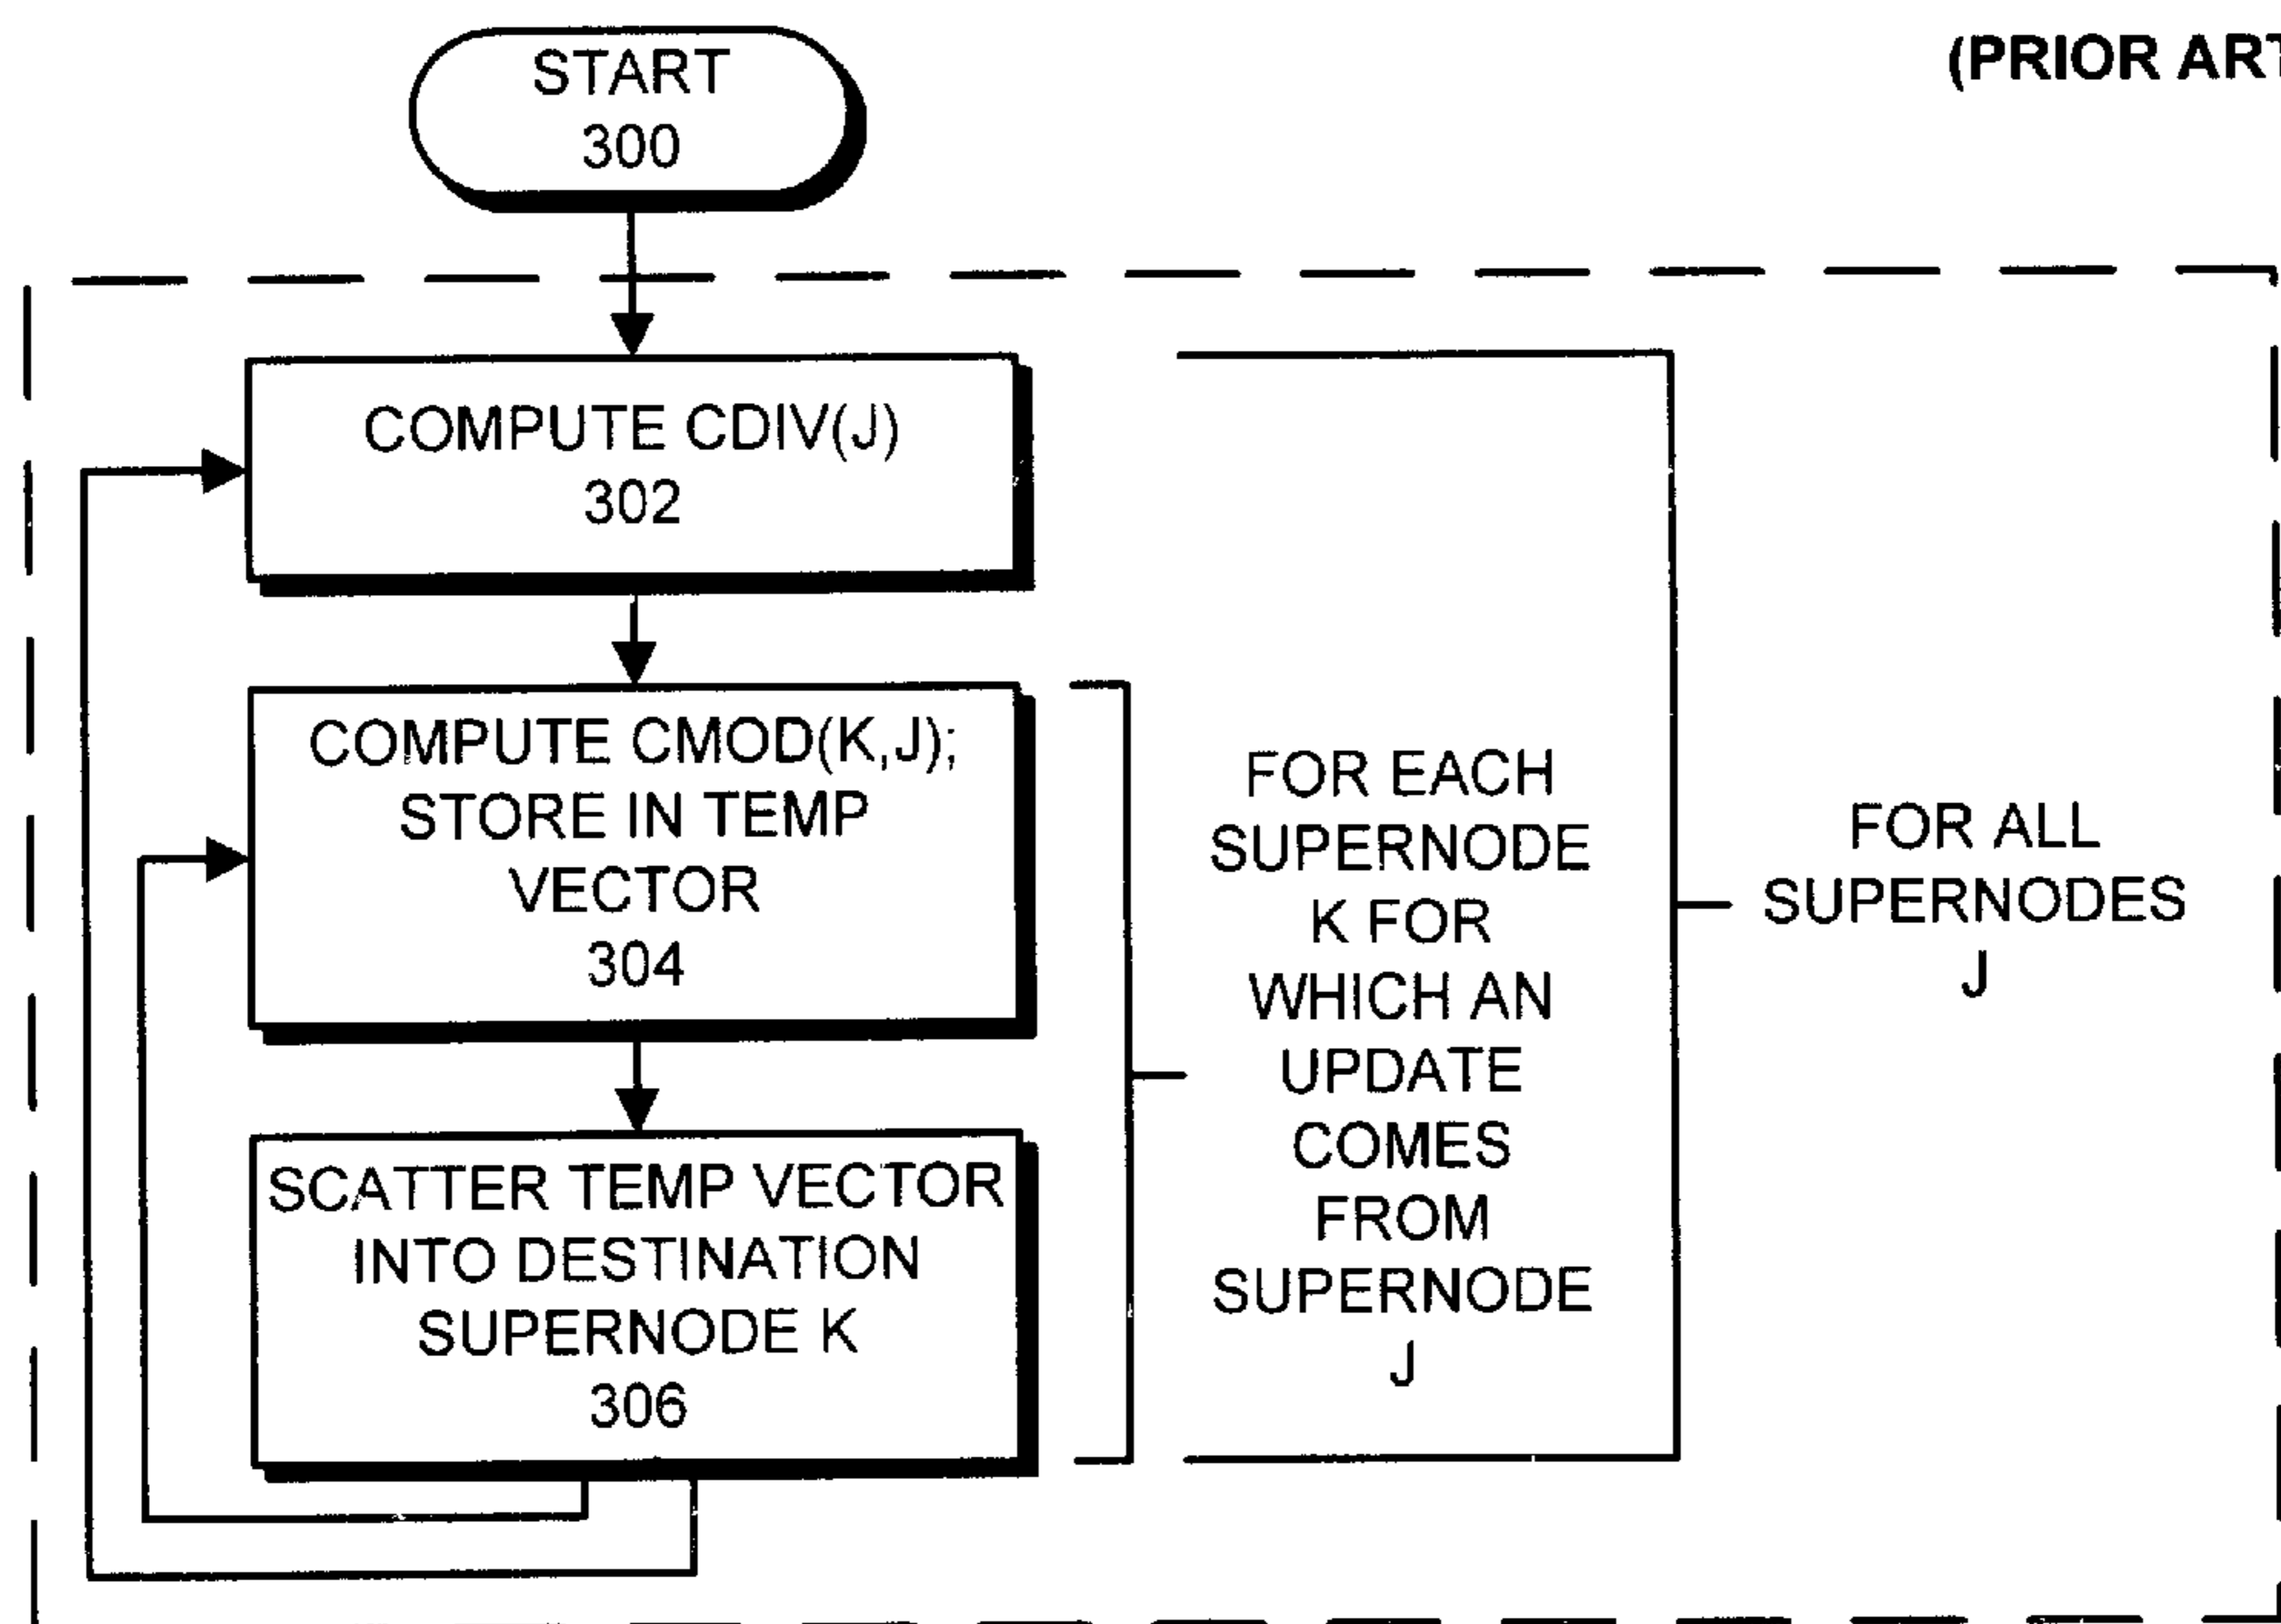 (PRIOR ART
START
300
COMPUTE CDIV(J)
302
COMPUTE CMOD(K,J);
STORE IN TEMP
VECTOR
304
SCATTER TEMP VECTOR
INTO DESTINATION
SUPERNODE K
306
FOR EACH
SUPERNODE
K FOR
WHICH AN
UPDATE
COMES
FROM
SUPERNODE
J
FOR ALL
SUPERNODES
J